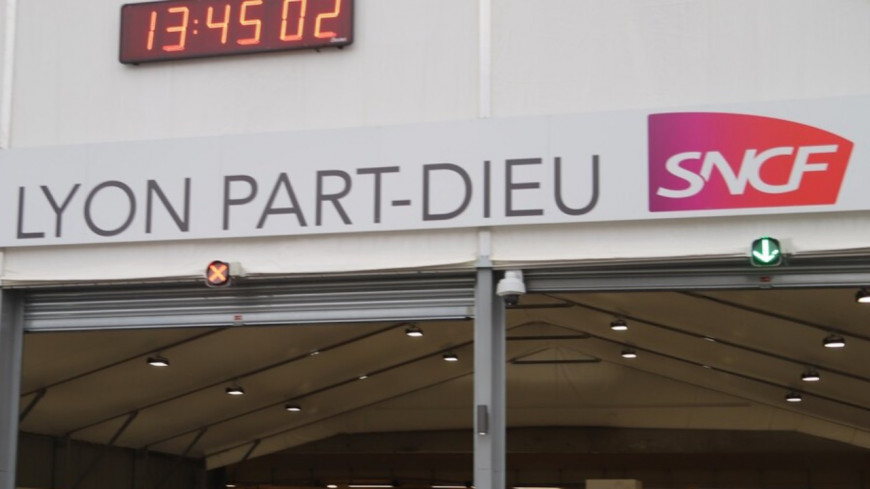 13:45 02
LYON PART-DIEU
SNCF